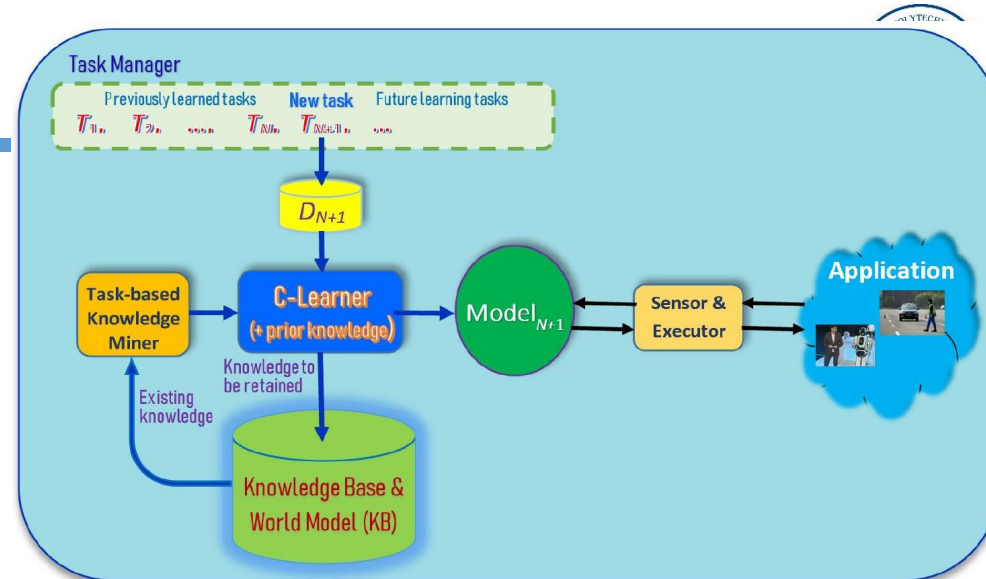 Task Manager
Previously learned tasks New task Future learning tasks
T1, T2, ...., TN, TN+1, ...
DN+1
Task-based
Knowledge
Miner
C-Learner
(+ prior knowledge)
ModelN+1
Sensor &
Executor
Application
Knowledge to
be retained
Existing
knowledge
Knowledge Base &
World Model (KB)